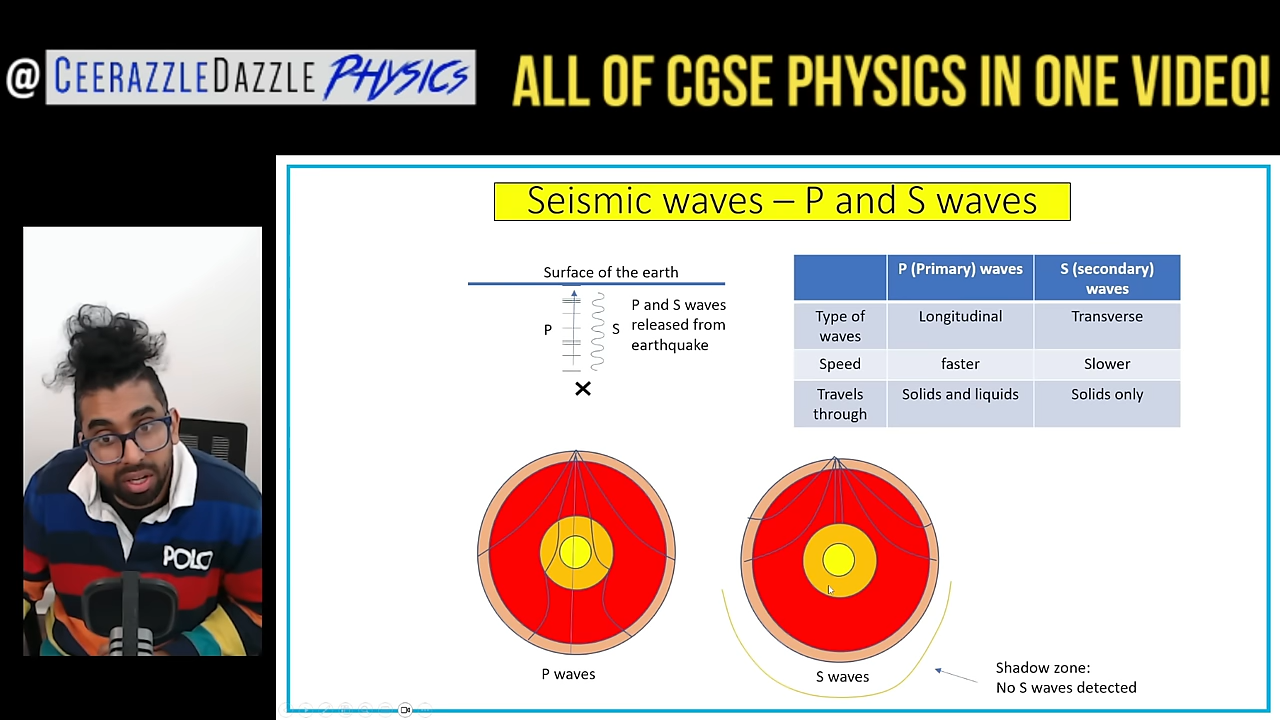 @ CEERAZZLEDAZZLE PHYSICS
ALL OF CGSE PHYSICS IN ONE VIDEO!
Seismic waves – P and S waves
Surface of the earth
P
S
P and S waves
released from
earthquake
P (Primary) waves
S (secondary)
waves
Type of
waves
Longitudinal
Transverse
Speed
faster
Slower
Travels
through
Solids and liquids
Solids only
POLO
P waves
S waves
Shadow zone:
No S waves detected